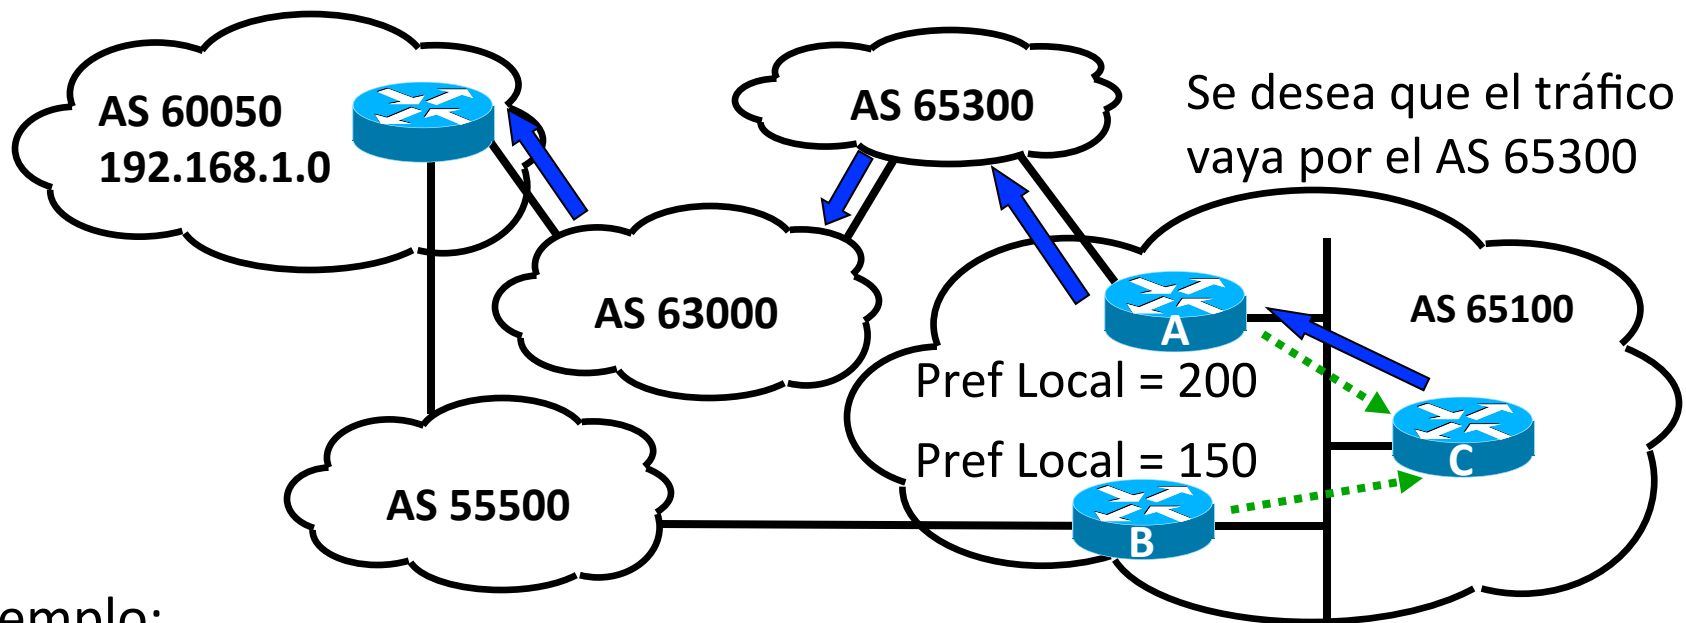 AS 60050
192.168.1.0
AS 65300
Se desea que el tráfico
vaya por el AS 65300
AS 63000
AS 65100
A
Pref Local = 200
Pref Local = 150
C
AS 55500
B
emplo: